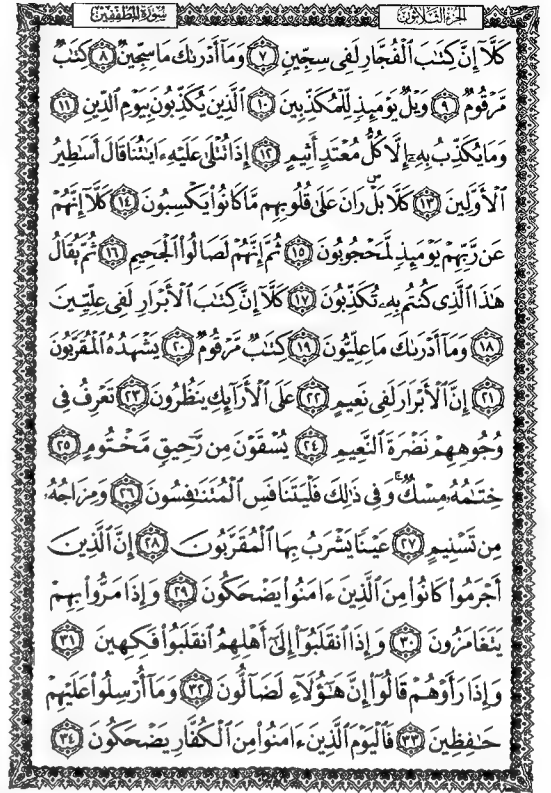 الجزء الثلاثون
سورة المطففين
كَلَّآ إِنَّ كِتَٰبَ ٱلْفُجَّارِ لَفِى سِجِّينٍ ﴿٧﴾ وَمَآ أَدْرَىٰكَ مَا سِجِّينٌ ﴿٨﴾ كِتَٰبٌ
مَّرْقُومٌ ﴿٩﴾ وَيْلٌ يَوْمَئِذٍ لِّلْمُكَذِّبِينَ ﴿١٠﴾ ٱلَّذِينَ يُكَذِّبُونَ بِيَوْمِ ٱلدِّينِ ﴿١١﴾
وَمَا يُكَذِّبُ بِهِۦٓ إِلَّا كُلُّ مُعْتَدٍ أَثِيمٍ ﴿١٢﴾ إِذَا تُتْلَىٰ عَلَيْهِ ءَايَٰتُنَا قَالَ أَسَٰطِيرُ
ٱلْأَوَّلِينَ ﴿١٣﴾ كَلَّا بَلْ ۜ رَانَ عَلَىٰ قُلُوبِهِم مَّا كَانُوا۟ يَكْسِبُونَ ﴿١٤﴾ كَلَّآ إِنَّهُمْ
عَن رَّبِّهِمْ يَوْمَئِذٍ لَّمَحْجُوبُونَ ﴿١٥﴾ ثُمَّ إِنَّهُمْ لَصَالُوا۟ ٱلْجَحِيمِ ﴿١٦﴾ ثُمَّ يُقَالُ
هَٰذَا ٱلَّذِى كُنتُم بِهِۦ تُكَذِّبُونَ ﴿١٧﴾ كَلَّآ إِنَّ كِتَٰبَ ٱلْأَبْرَارِ لَفِى عِلِّيِّينَ
﴿١٨﴾ وَمَآ أَدْرَىٰكَ مَا عِلِّيُّونَ ﴿١٩﴾ كِتَٰبٌ مَّرْقُومٌ ﴿٢٠﴾ يَشْهَدُهُ ٱلْمُقَرَّبُونَ
﴿٢١﴾ إِنَّ ٱلْأَبْرَارَ لَفِى نَعِيمٍ ﴿٢٢﴾ عَلَى ٱلْأَرَآئِكِ يَنظُرُونَ ﴿٢٣﴾ تَعْرِفُ فِى
وُجُوهِهِمْ نَضْرَةَ ٱلنَّعِيمِ ﴿٢٤﴾ يُسْقَوْنَ مِن رَّحِيقٍ مَّخْتُومٍ ﴿٢٥﴾
خِتَٰمُهُۥ مِسْكٌ ۚ وَفِى ذَٰلِكَ فَلْيَتَنَافَسِ ٱلْمُتَنَٰفِسُونَ ﴿٢٦﴾ وَمِزَاجُهُۥ
مِن تَسْنِيمٍ ﴿٢٧﴾ عَيْنًا يَشْرَبُ بِهَا ٱلْمُقَرَّبُونَ ﴿٢٨﴾ إِنَّ ٱلَّذِينَ
أَجْرَمُوا۟ كَانُوا۟ مِنَ ٱلَّذِينَ ءَامَنُوا۟ يَضْحَكُونَ ﴿٢٩﴾ وَإِذَا مَرُّوا۟ بِهِمْ
يَتَغَامَزُونَ ﴿٣٠﴾ وَإِذَا ٱنقَلَبُوٓا۟ إِلَىٰٓ أَهْلِهِمُ ٱنقَلَبُوا۟ فَكِهِينَ ﴿٣١﴾
وَإِذَا رَأَوْهُمْ قَالُوٓا۟ إِنَّ هَٰٓؤُلَآءِ لَضَآلُّونَ ﴿٣٢﴾ وَمَآ أُرْسِلُوا۟ عَلَيْهِمْ
حَٰفِظِينَ ﴿٣٣﴾ فَٱلْيَوْمَ ٱلَّذِينَ ءَامَنُوا۟ مِنَ ٱلْكُفَّارِ يَضْحَكُونَ ﴿٣٤﴾